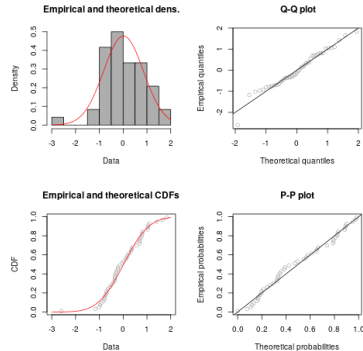 Empirical and theoretical dens.
Density
0.0 0.1 0.2 0.3 0.4 0.5
-3 -2 -1 0 1 2
Data
Q-Q plot
Empirical quantiles
-2 -1 0 1 2
-2 -1 0 1 2
Theoretical quantiles
Empirical and theoretical CDFs
CDF
0.0 0.2 0.4 0.6 0.8 1.0
-3 -2 -1 0 1 2
Data
P-P plot
Empirical probabilities
0.0 0.2 0.4 0.6 0.8 1.0
0.0 0.2 0.4 0.6 0.8 1.0
Theoretical probabilities